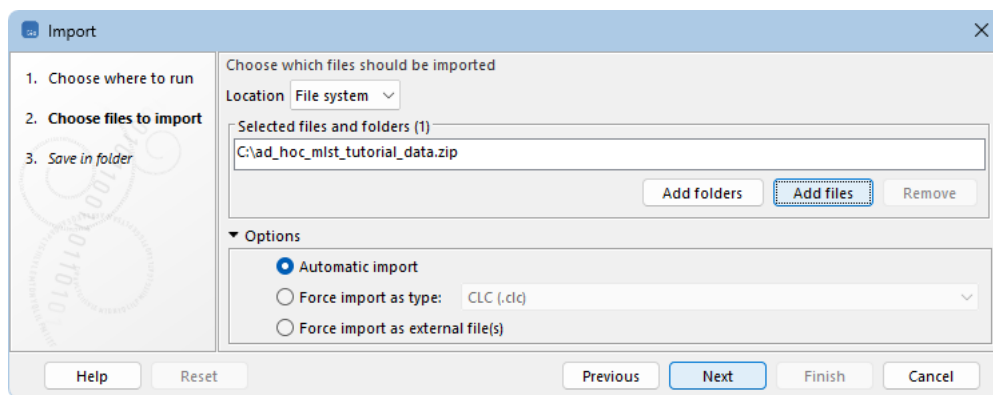 Import
1. Choose where to run
2. Choose files to import
3. Save in folder
Choose which files should be imported
Location File system
Selected files and folders (1)
C:\ad_hoc_mlst_tutorial_data.zip
Add folders Add files Remove
Options
Automatic import
Force import as type: CLC (.clc)
Force import as external file(s)
Help Reset Previous Next Finish Cancel